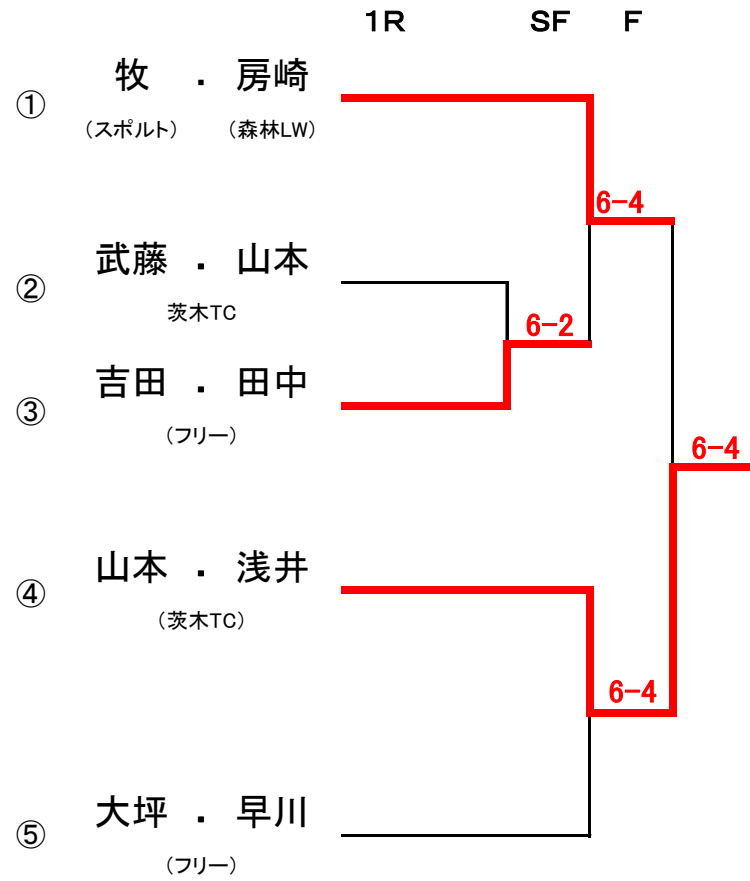 1R SF F
① 牧 . 房崎
(スポルト) (森林LW)
6-4
② 武藤 . 山本
茨木TC
6-2
③ 吉田 . 田中
(フリー)
6-4
④ 山本 . 浅井
(茨木TC)
6-4
⑤ 大坪 . 早川
(フリー)